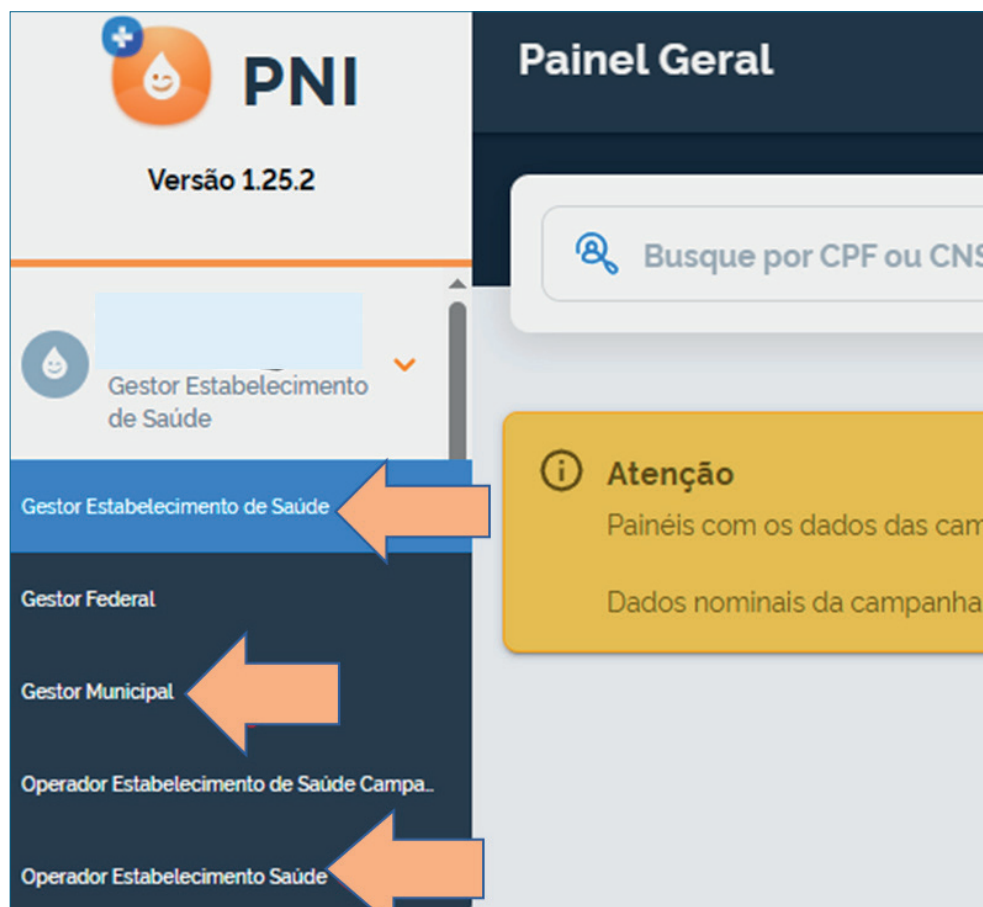 PNI
Versão 1.25.2
Gestor Estabelecimento
de Saúde
Gestor Estabelecimento de Saúde
Gestor Federal
Gestor Municipal
Operador Estabelecimento de Saúde Campa...
Operador Estabelecimento Saúde
Painel Geral
Busque por CPF ou CNS
Atenção
Painéis com os dados das cam
Dados nominais da campanha